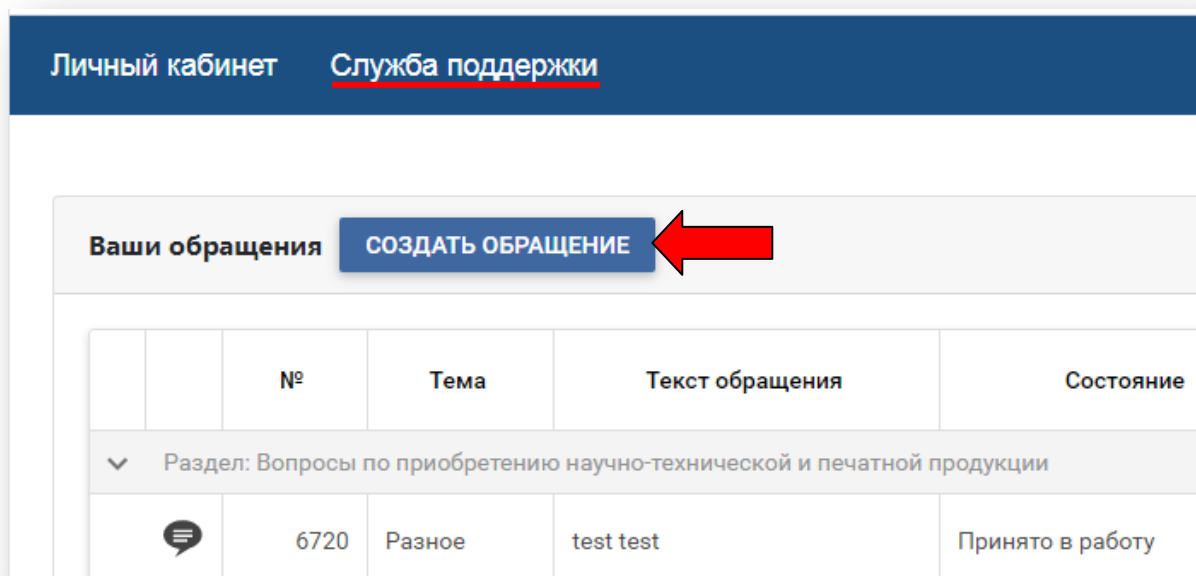 Личный кабинет Служба поддержки
Ваши обращения СОЗДАТЬ ОБРАЩЕНИЕ
№ Тема Текст обращения Состояние
Раздел: Вопросы по приобретению научно-технической и печатной продукции
6720 Разное test test Принято в работу